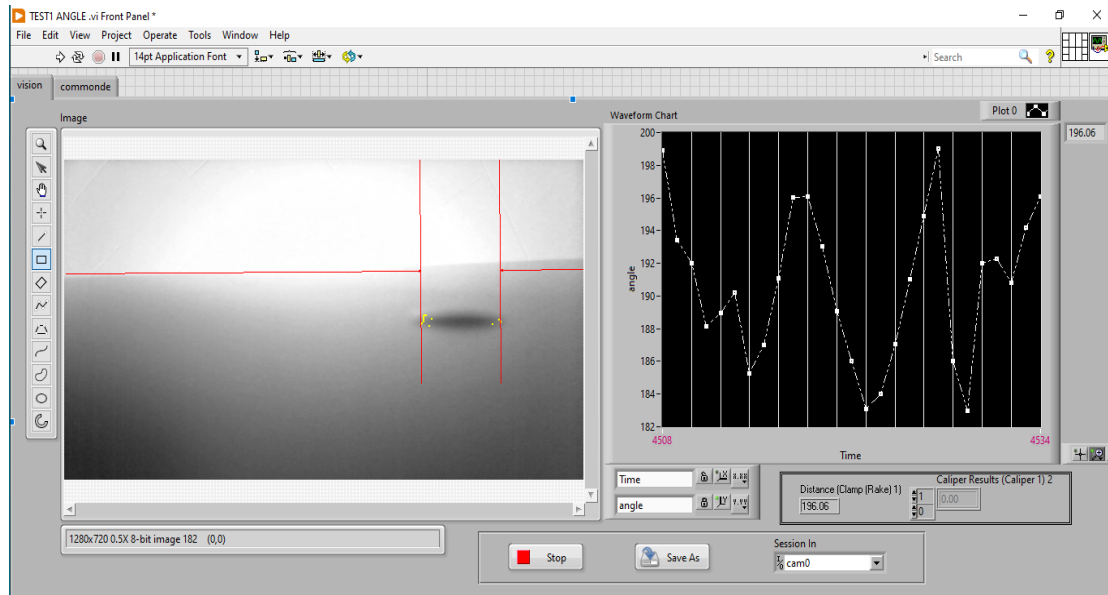 TEST1 ANGLE .vi Front Panel *
File Edit View Project Operate Tools Window Help
14pt Application Font
Search
vision commonde
Image
Waveform Chart
Plot 0
196.06
200
198
196
194
192
190
188
186
184
182
angle
4508 4534
Time
Time
angle
Distance (Clamp (Rake) 1)
196.06
Caliper Results (Caliper 1) 2
1
0
0.00
1280x720 0.5X 8-bit image 182 (0,0)
Stop
Save As
Session In
cam0